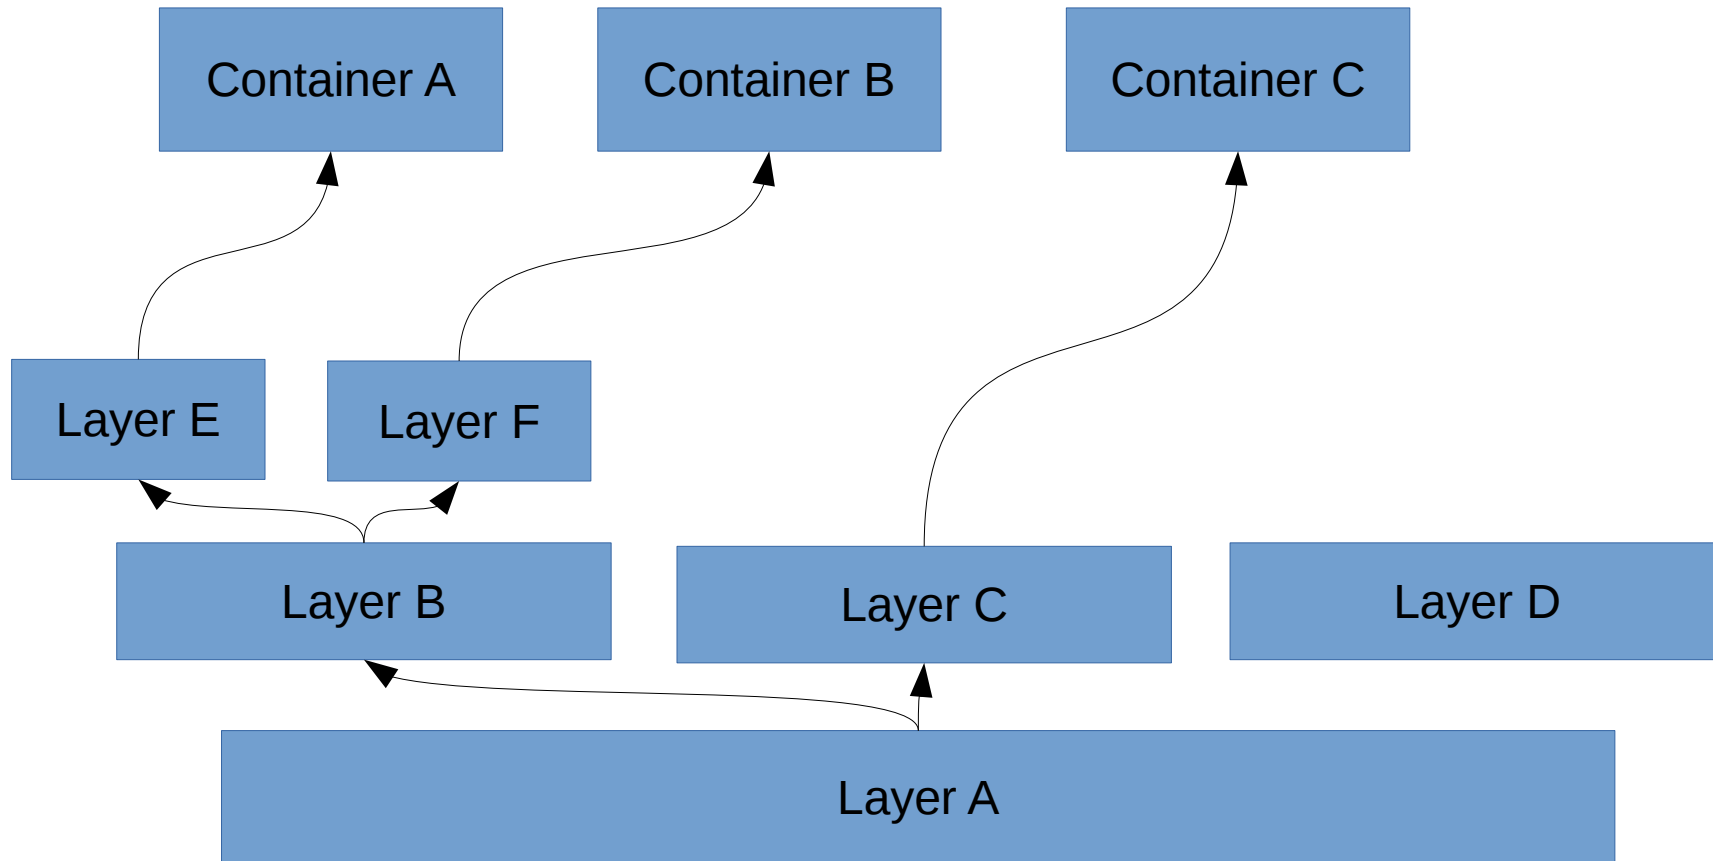 Container A
Container B
Container C
Layer E
Layer F
Layer B
Layer C
Layer D
Layer A